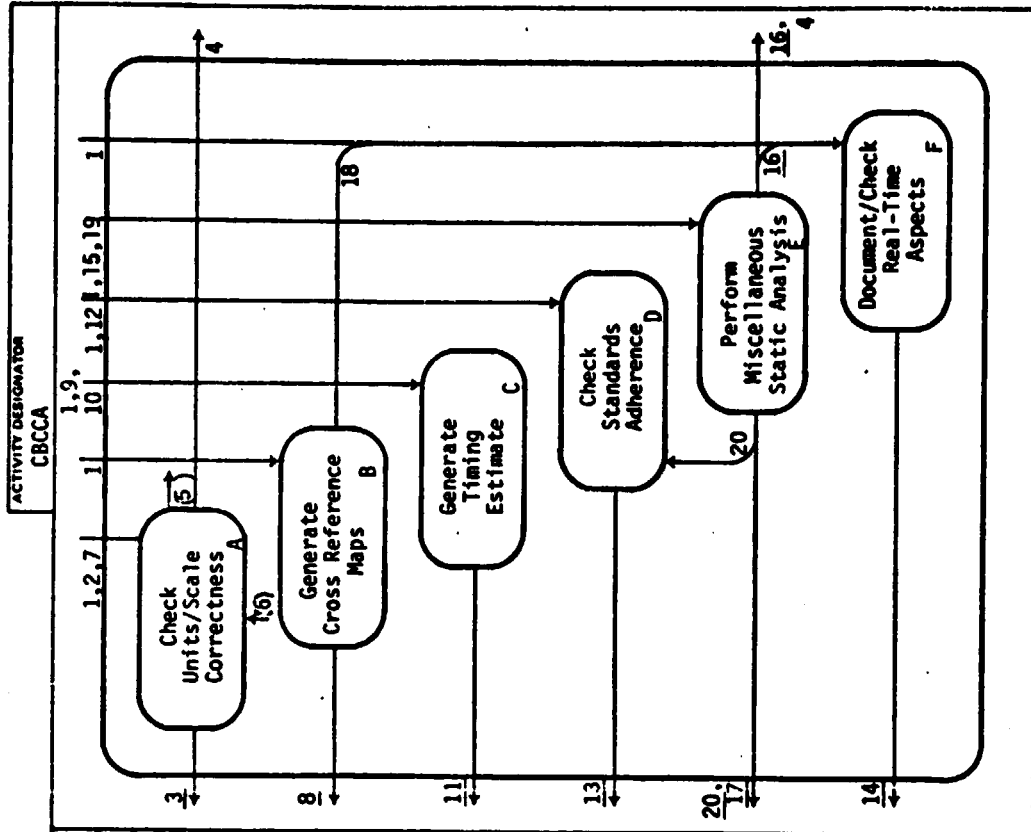 ACTIVITY DESIGNATOR
CBCCA
1,2,7
1
1,9,
10
1,12
1,15,19
1
Check
Units/Scale
Correctness
A
(5)
4
3
Generate
Cross Reference
Maps
B
18
8
Generate
Timing
Estimate
C
11
Check
Standards
Adherence
D
13
Perform
Miscellaneous
Static Analysis
E
20
16
16,
4
20,
17
Document/Check
Real-Time
Aspects
F
14